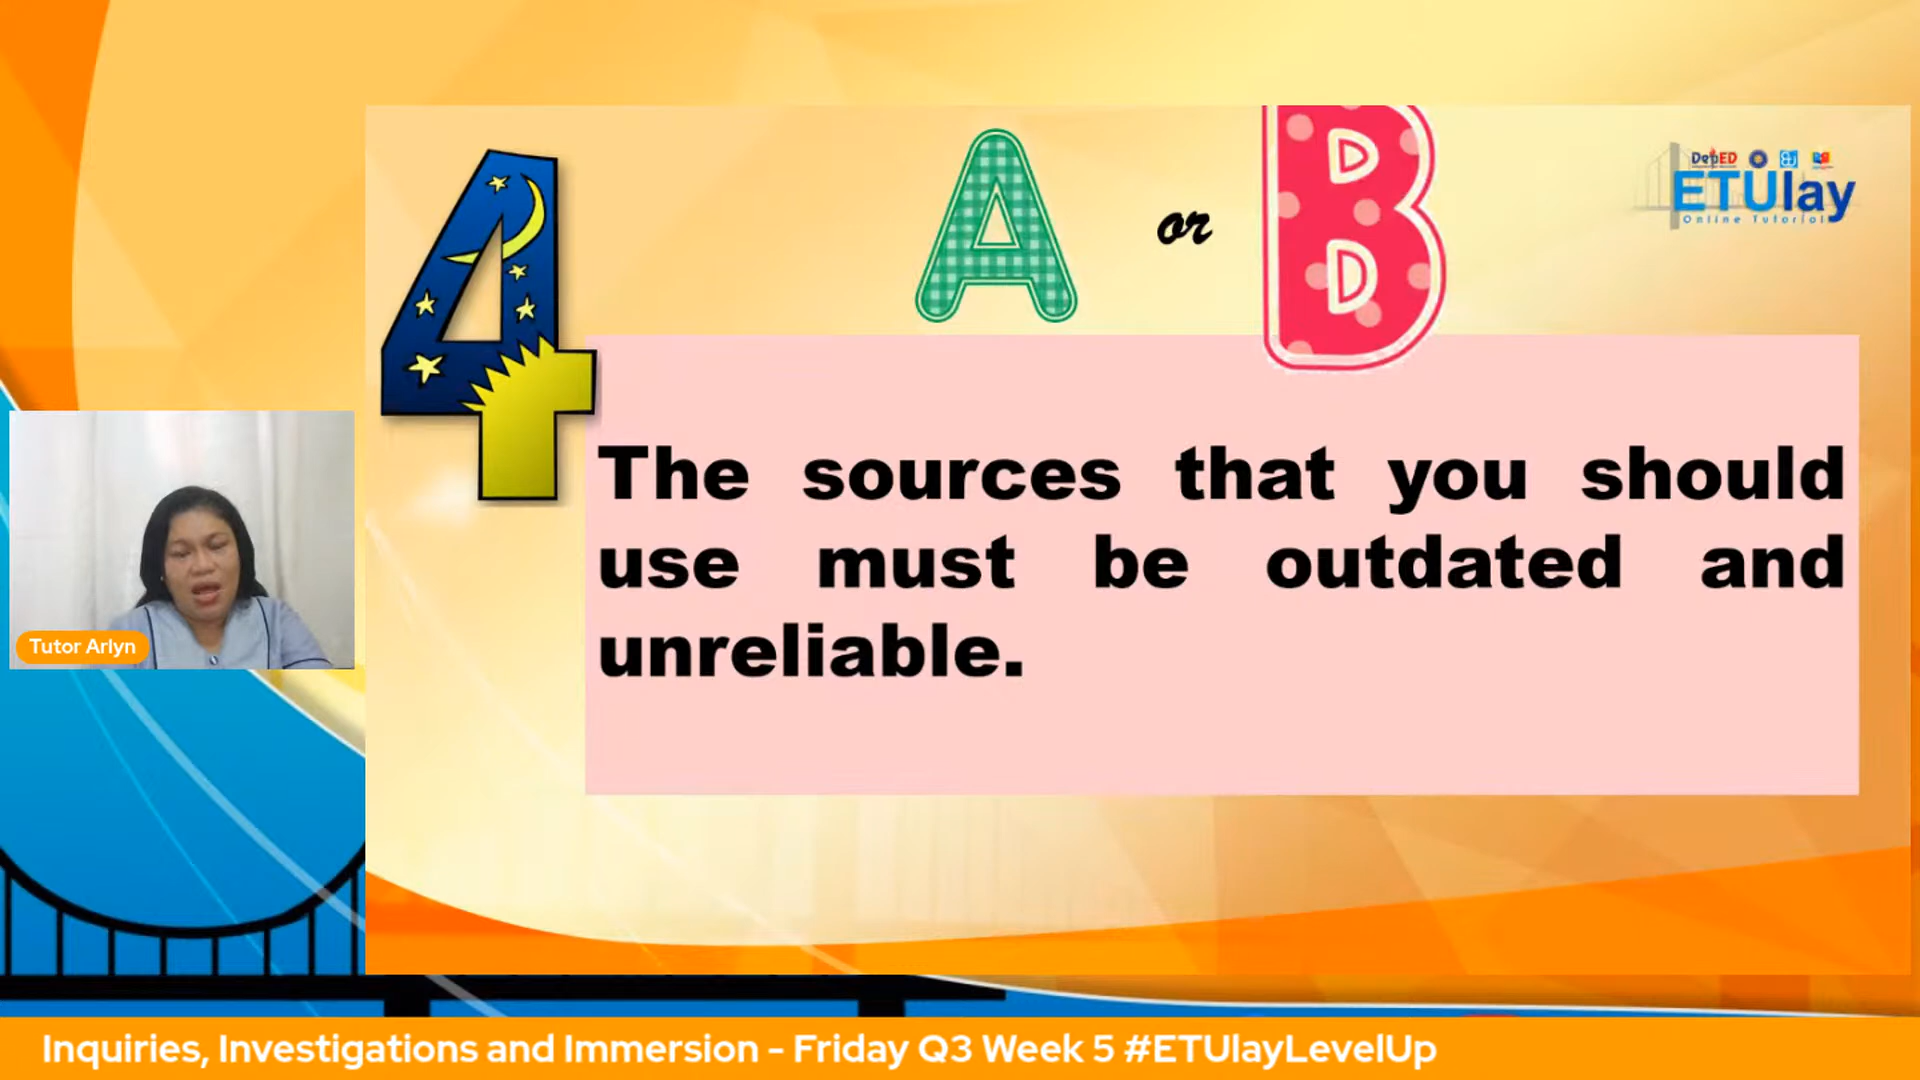 4
A or B
DepED
ETUlay
Online Tutorial
The sources that you should
use must be outdated and
unreliable.
Tutor Arlyn
Inquiries, Investigations and Immersion - Friday Q3 Week 5 #ETUlayLevelUp